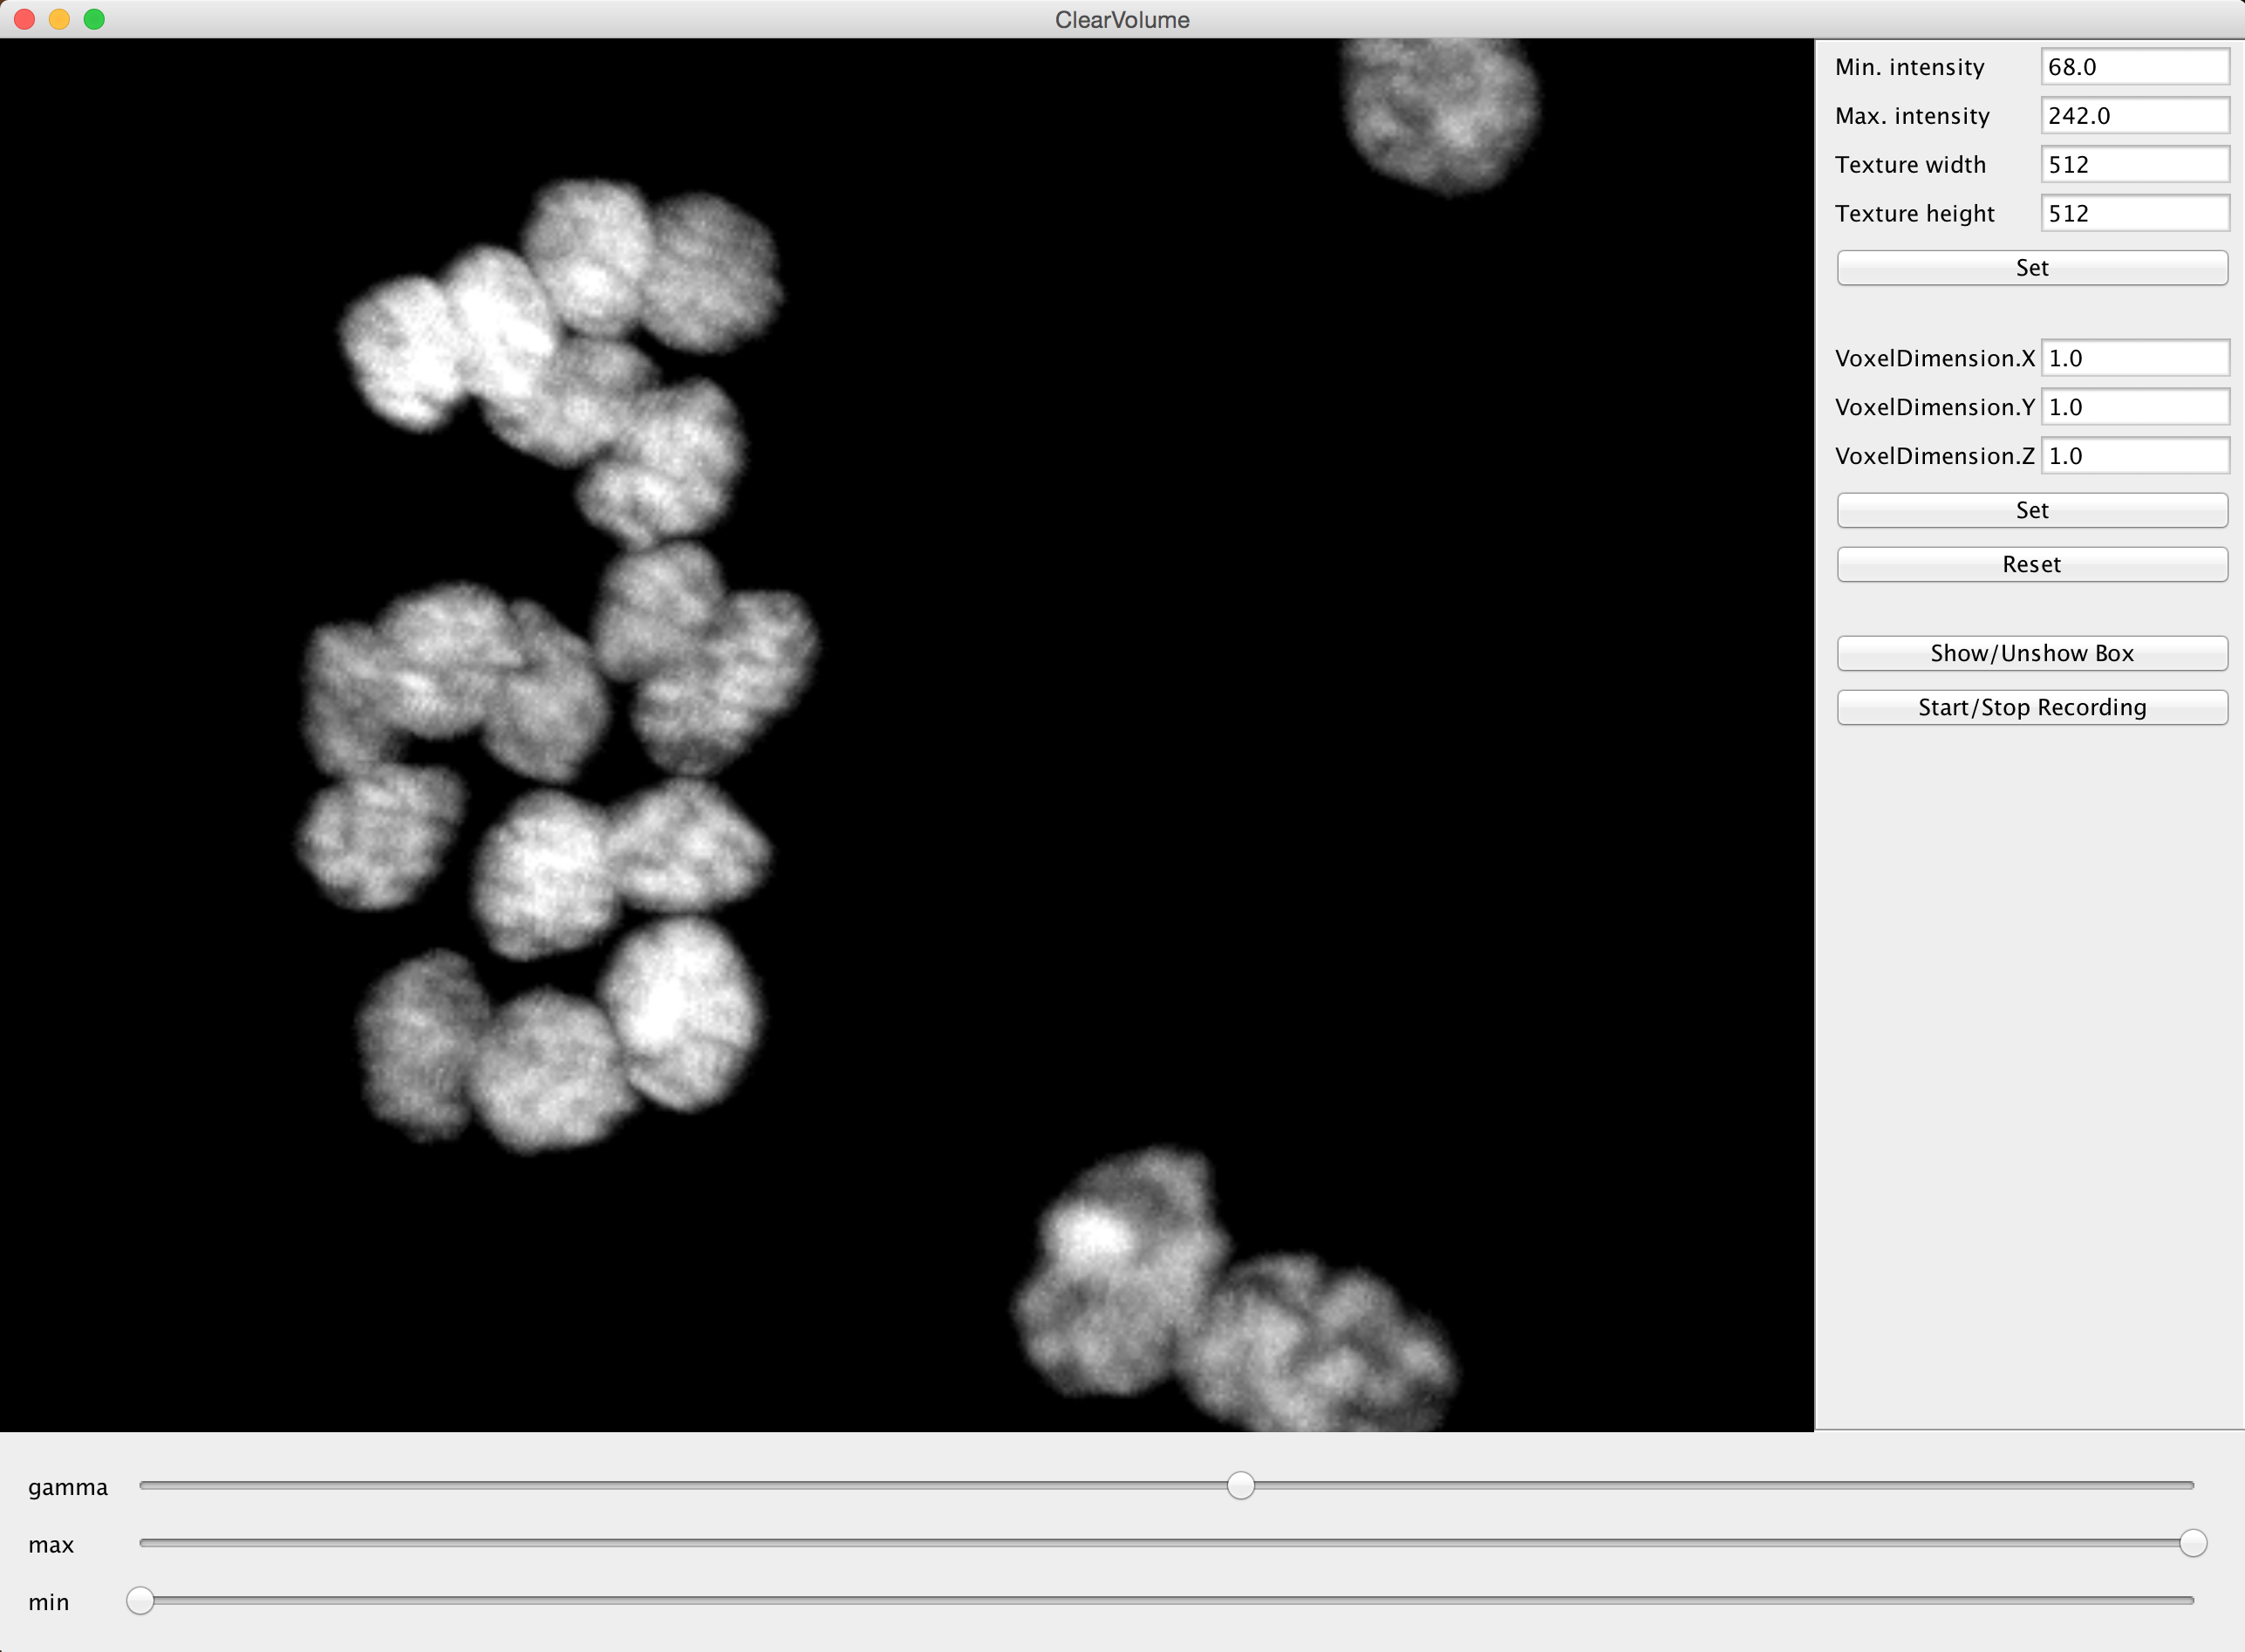 ClearVolume
Min. intensity 68.0
Max. intensity 242.0
Texture width 512
Texture height 512
Set
VoxelDimension.X 1.0
VoxelDimension.Y 1.0
VoxelDimension.Z 1.0
Set
Reset
Show/Unshow Box
Start/Stop Recording
gamma
max
min